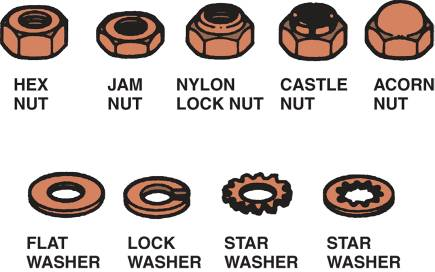 HEX NUT
JAM NUT
NYLON LOCK NUT
CASTLE NUT
ACORN NUT
FLAT WASHER
LOCK WASHER
STAR WASHER
STAR WASHER